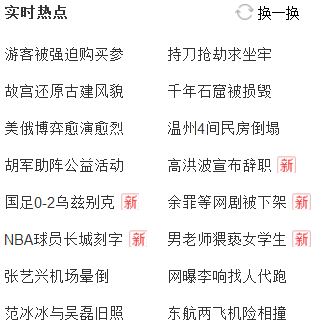 实时热点 换一换
游客被强迫购买参 持刀抢劫求坐牢
故宫还原古建风貌 千年石窟被损毁
美俄博弈愈演愈烈 温州4间民房倒塌
胡军助阵公益活动 高洪波宣布辞职 新
国足0-2乌兹别克 新 余罪等网剧被下架 新
NBA球员长城刻字 新 男老师猥亵女学生 新
张艺兴机场晕倒 网曝李响找人代跑
范冰冰与吴磊旧照 东航两飞机险相撞